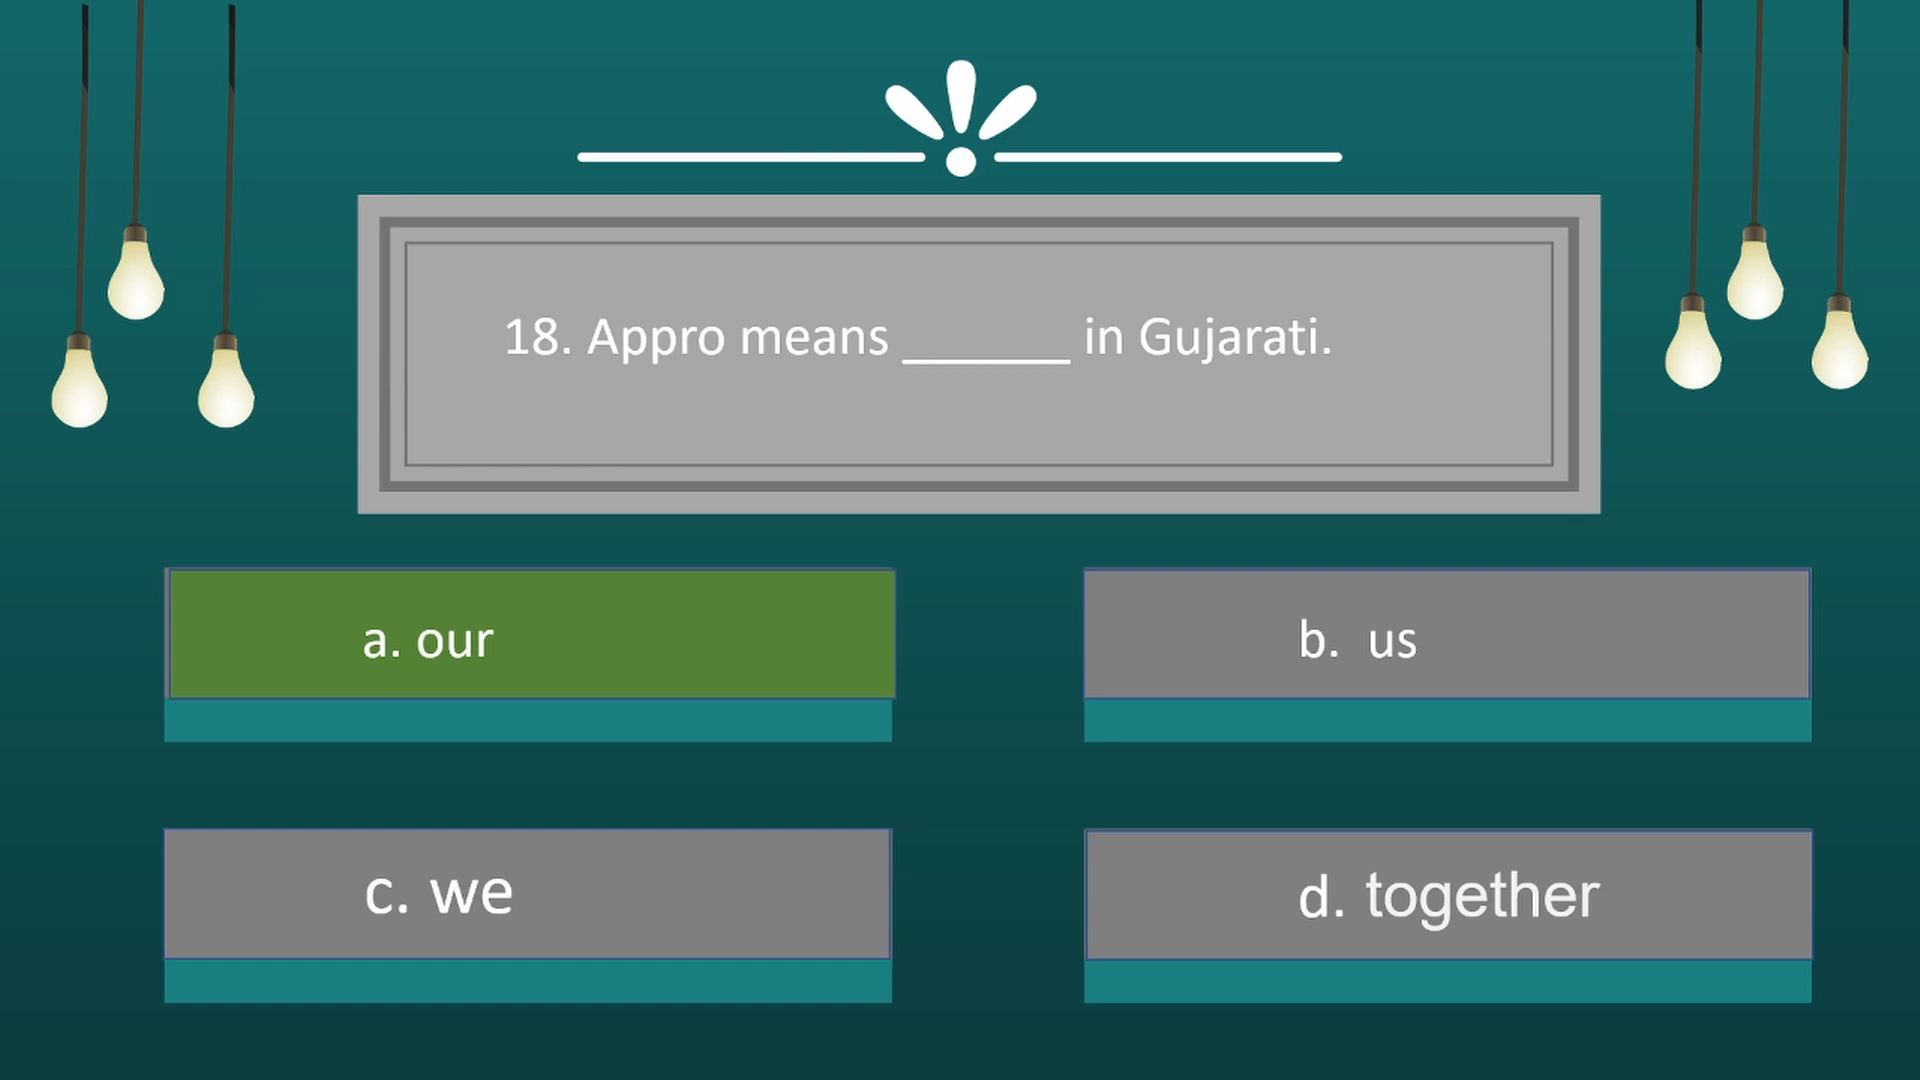 18. Appro means ______ in Gujarati.
a. our
b. us
c. we
d. together